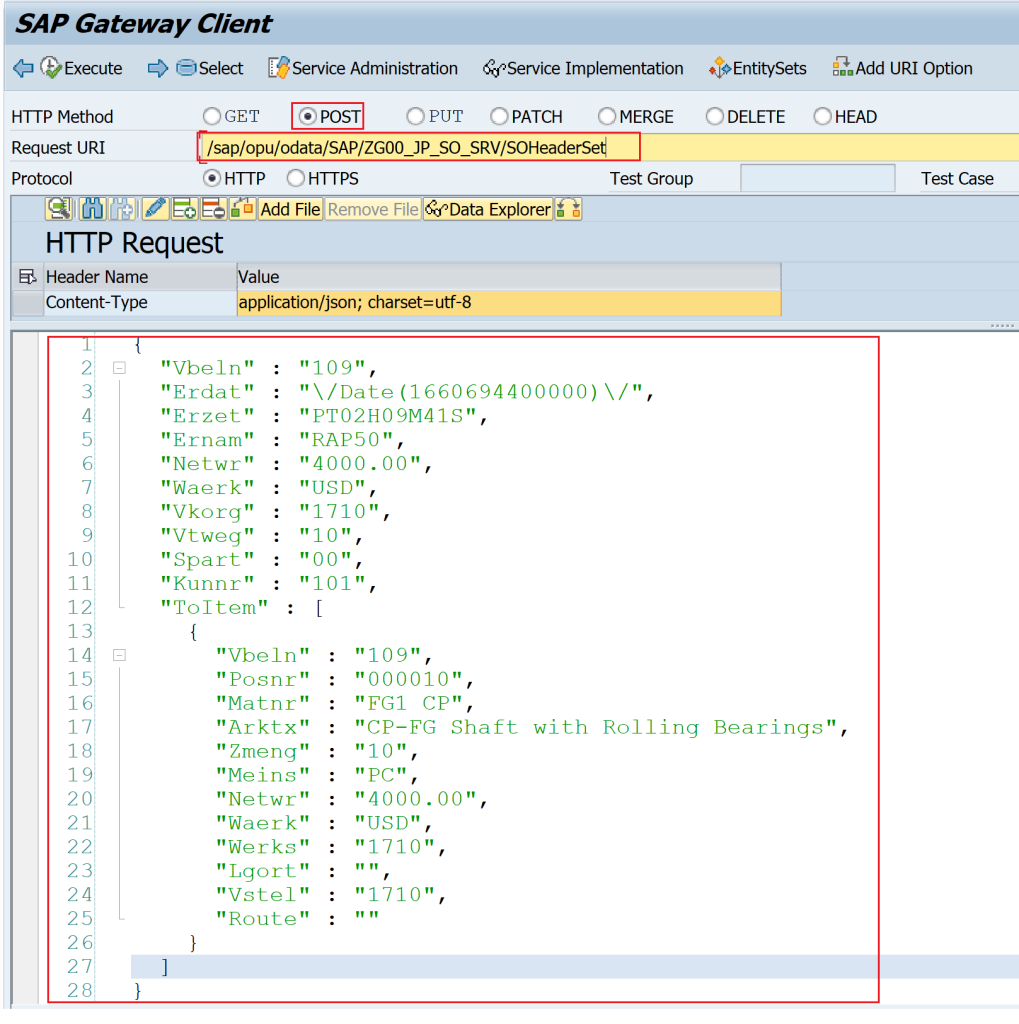 SAP Gateway Client
Execute Select Service Administration Service Implementation EntitySets Add URI Option
HTTP Method GET POST PUT PATCH MERGE DELETE HEAD
Request URI /sap/opu/odata/SAP/ZG00_JP_SO_SRV/SOHeaderSet
Protocol HTTP HTTPS Test Group Test Case
Add File Remove File Data Explorer
HTTP Request
Header Name Value
Content-Type application/json; charset=utf-8
1 {
2 "Vbeln" : "109",
3 "Erdat" : "\/Date(1660694400000)\/",
4 "Erzet" : "PT02H09M41S",
5 "Ernam" : "RAP50",
6 "Netwr" : "4000.00",
7 "Waerk" : "USD",
8 "Vkorg" : "1710",
9 "Vtweg" : "10",
10 "Spart" : "00",
11 "Kunnr" : "101",
12 "ToItem" : [
13 {
14 "Vbeln" : "109",
15 "Posnr" : "000010",
16 "Matnr" : "FG1_CP",
17 "Arktx" : "CP-FG Shaft with Rolling Bearings",
18 "Zmeng" : "10",
19 "Meins" : "PC",
20 "Netwr" : "4000.00",
21 "Waerk" : "USD",
22 "Werks" : "1710",
23 "Lgort" : "",
24 "Vstel" : "1710",
25 "Route" : ""
26 }
27 ]
28 }